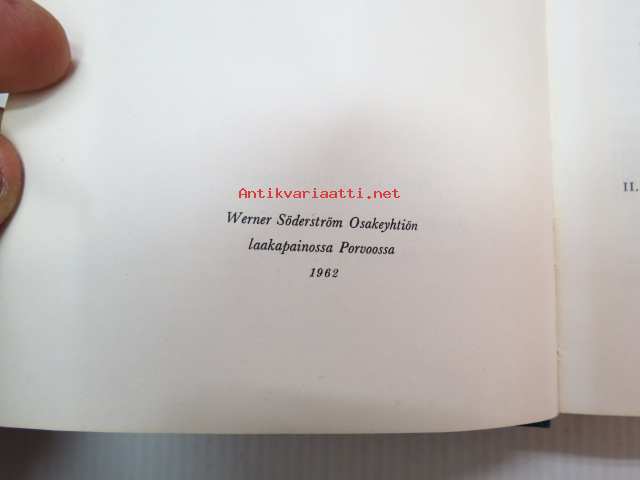 Antikvariaatti.net
Werner Söderström Osakeyhtiön
laakapainossa Porvoossa
1962
II.